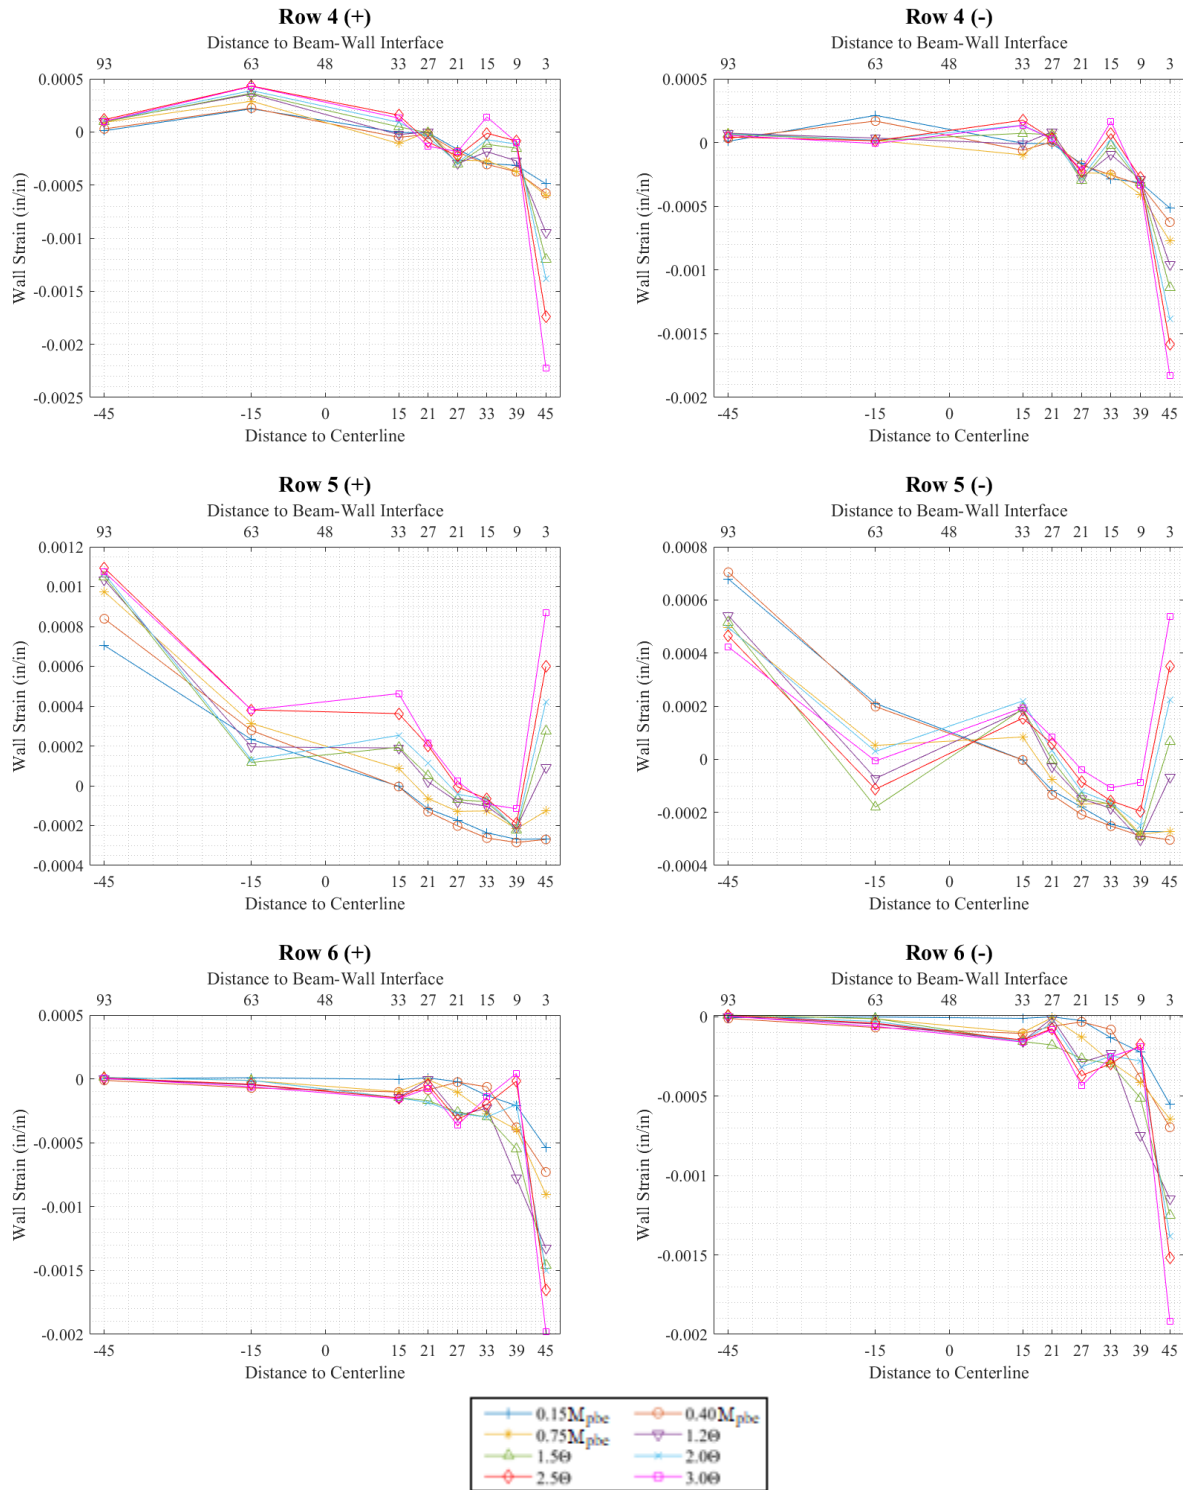 Row 4 (+)
Distance to Beam-Wall Interface
93 63 48 33 27 21 15 9 3
0.0005
0
-0.0005
-0.001
-0.0015
-0.002
-0.0025
Wall Strain (in/in)
-45 -15 0 15 21 27 33 39 45
Distance to Centerline
Row 4 (-)
Distance to Beam-Wall Interface
93 63 48 33 27 21 15 9 3
0.0005
0
-0.0005
-0.001
-0.0015
-0.002
Wall Strain (in/in)
-45 -15 0 15 21 27 33 39 45
Distance to Centerline
Row 5 (+)
Distance to Beam-Wall Interface
93 63 48 33 27 21 15 9 3
0.0012
0.001
0.0008
0.0006
0.0004
0.0002
0
-0.0002
-0.0004
Wall Strain (in/in)
-45 -15 0 15 21 27 33 39 45
Distance to Centerline
Row 5 (-)
Distance to Beam-Wall Interface
93 63 48 33 27 21 15 9 3
0.0008
0.0006
0.0004
0.0002
0
-0.0002
-0.0004
Wall Strain (in/in)
-45 -15 0 15 21 27 33 39 45
Distance to Centerline
Row 6 (+)
Distance to Beam-Wall Interface
93 63 48 33 27 21 15 9 3
0.0005
0
-0.0005
-0.001
-0.0015
-0.002
Wall Strain (in/in)
-45 -15 0 15 21 27 33 39 45
Distance to Centerline
Row 6 (-)
Distance to Beam-Wall Interface
93 63 48 33 27 21 15 9 3
0
-0.0005
-0.001
-0.0015
-0.002
Wall Strain (in/in)
-45 -15 0 15 21 27 33 39 45
Distance to Centerline
0.15Mpbe 0.40Mpbe
0.75Mpbe 1.2Θ
1.5Θ 2.0Θ
2.5Θ 3.0Θ